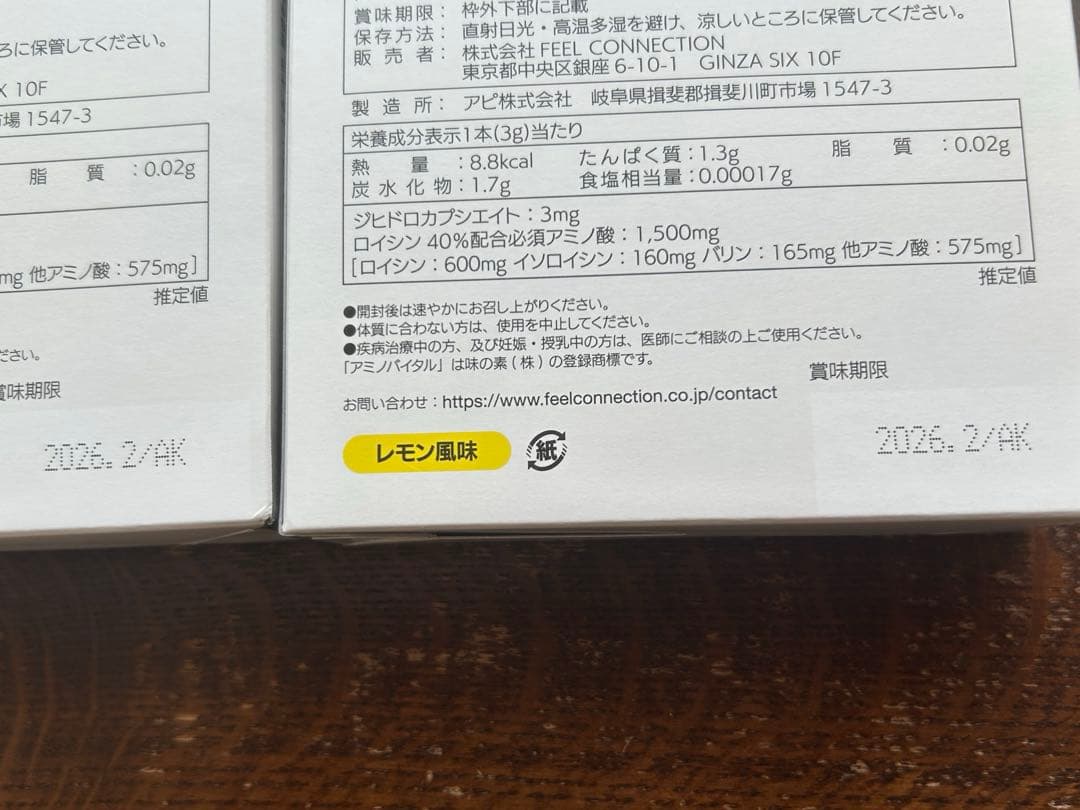 ろに保管してください。
X 10F
市場 1547-3
脂 質 ：0.02g
mg 他アミノ酸：575mg]
推定値
ださい。
賞味期限
2026. 2/AK
賞味期限： 枠外下部に記載
保存方法： 直射日光・高温多湿を避け、涼しいところに保管してください。
販売者： 株式会社 FEEL CONNECTION
東京都中央区銀座 6-10-1 GINZA SIX 10F
製造所： アピ株式会社 岐阜県揖斐郡揖斐川町市場 1547-3
栄養成分表示1本(3g)当たり
熱 量 ：8.8kcal たんぱく質：1.3g 脂 質 ：0.02g
炭水化物：1.7g 食塩相当量：0.00017g
ジヒドロカプシエイト：3mg
ロイシン 40%配合必須アミノ酸：1,500mg
[ロイシン：600mg イソロイシン：160mg バリン：165mg 他アミノ酸：575mg]
推定値
●開封後は速やかにお召し上がりください。
●体質に合わない方は、使用を中止してください。
●疾病治療中の方、及び妊娠・授乳中の方は、医師にご相談の上ご使用ください。
「アミノバイタル」は味の素（株）の登録商標です。
賞味期限
お問い合わせ：https://www.feelconnection.co.jp/contact
レモン風味 紙
2026. 2/AK